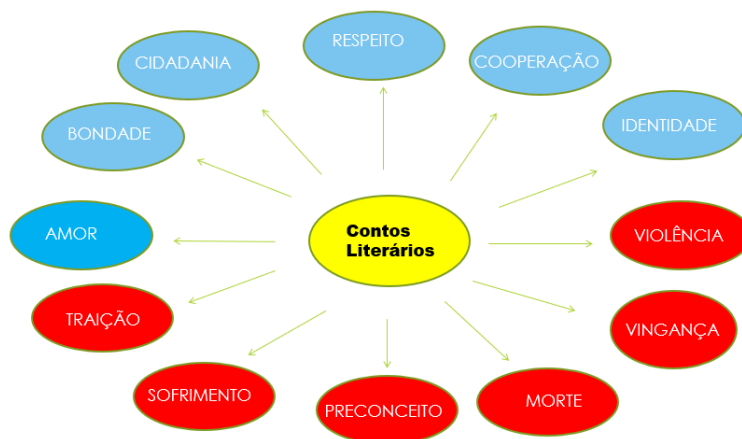 RESPEITO
CIDADANIA
COOPERAÇÃO
BONDADE
IDENTIDADE
Contos
Literários
AMOR
VIOLÊNCIA
TRAIÇÃO
VINGANÇA
SOFRIMENTO
PRECONCEITO
MORTE